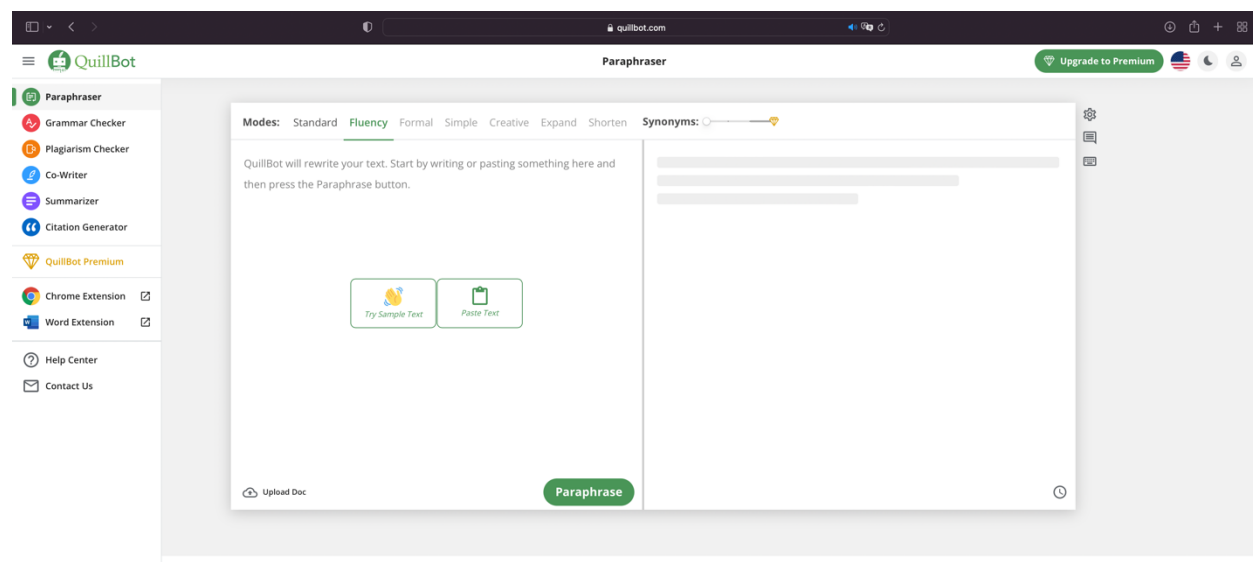 quillbot.com
QuillBot
Paraphraser
Upgrade to Premium
Paraphraser
Grammar Checker
Plagiarism Checker
Co-Writer
Summarizer
Citation Generator
QuillBot Premium
Chrome Extension
Word Extension
Help Center
Contact Us
Modes: Standard Fluency Formal Simple Creative Expand Shorten Synonyms:
QuillBot will rewrite your text. Start by writing or pasting something here and
then press the Paraphrase button.
Try Sample Text Paste Text
Upload Doc Paraphrase